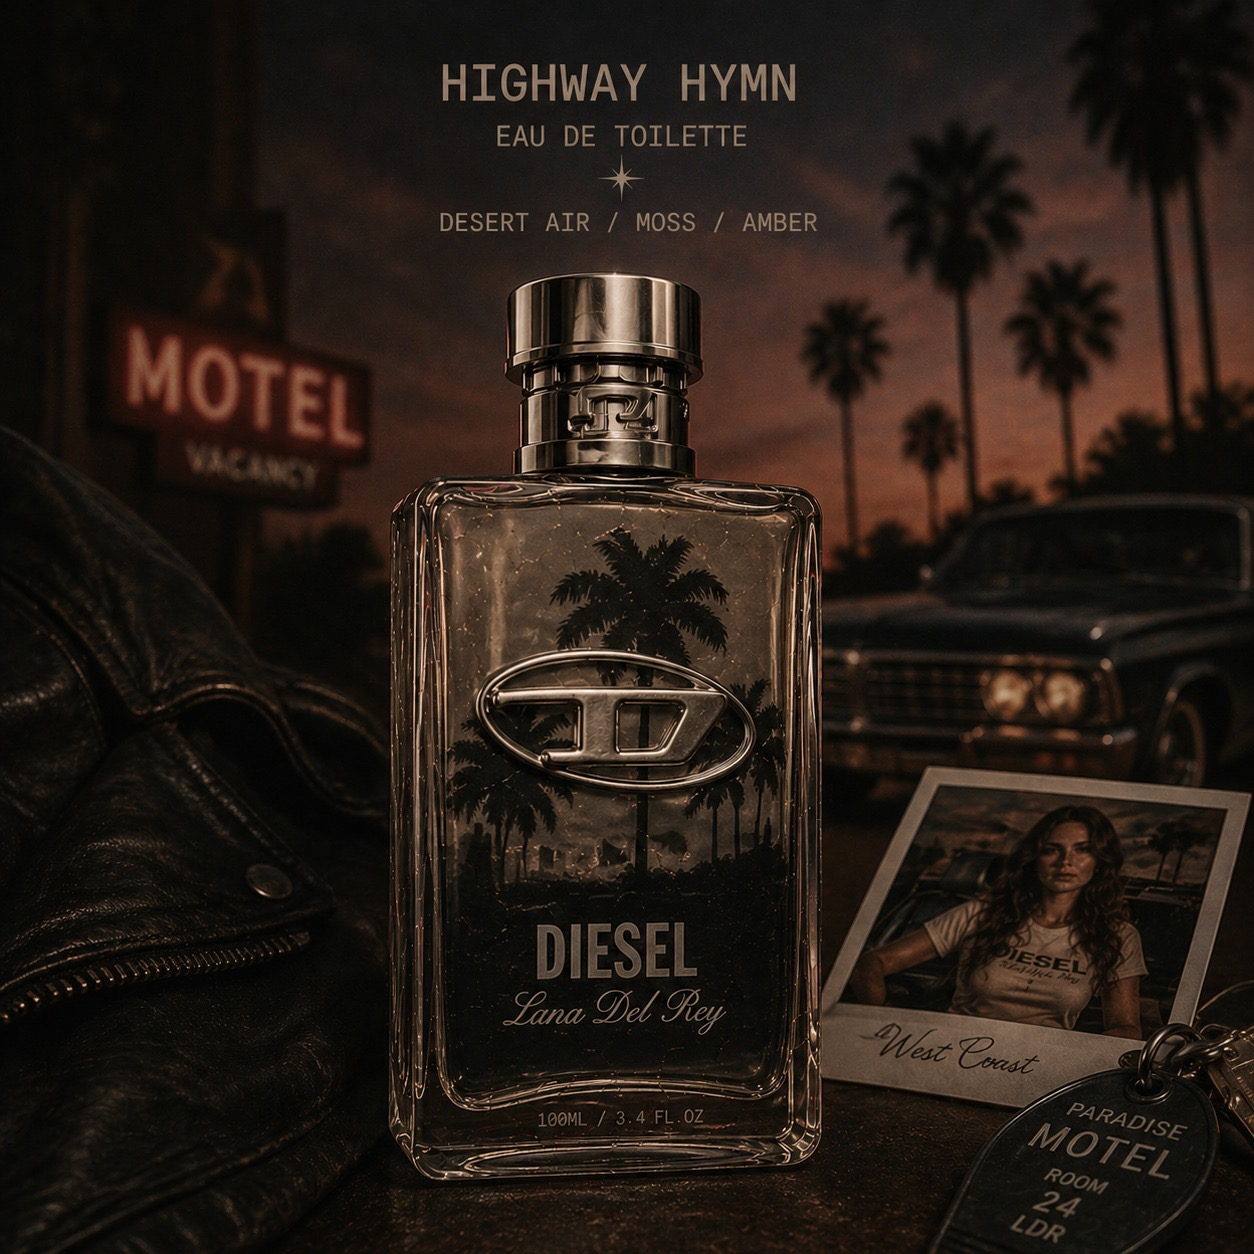 HIGHWAY HYMN
EAU DE TOILETTE
DESERT AIR / MOSS / AMBER
MOTEL
VACANCY
D
DIESEL
Lana Del Rey
100ML / 3.4 FL.OZ
DIESEL
West Coast
PARADISE
MOTEL
ROOM
24
LDR